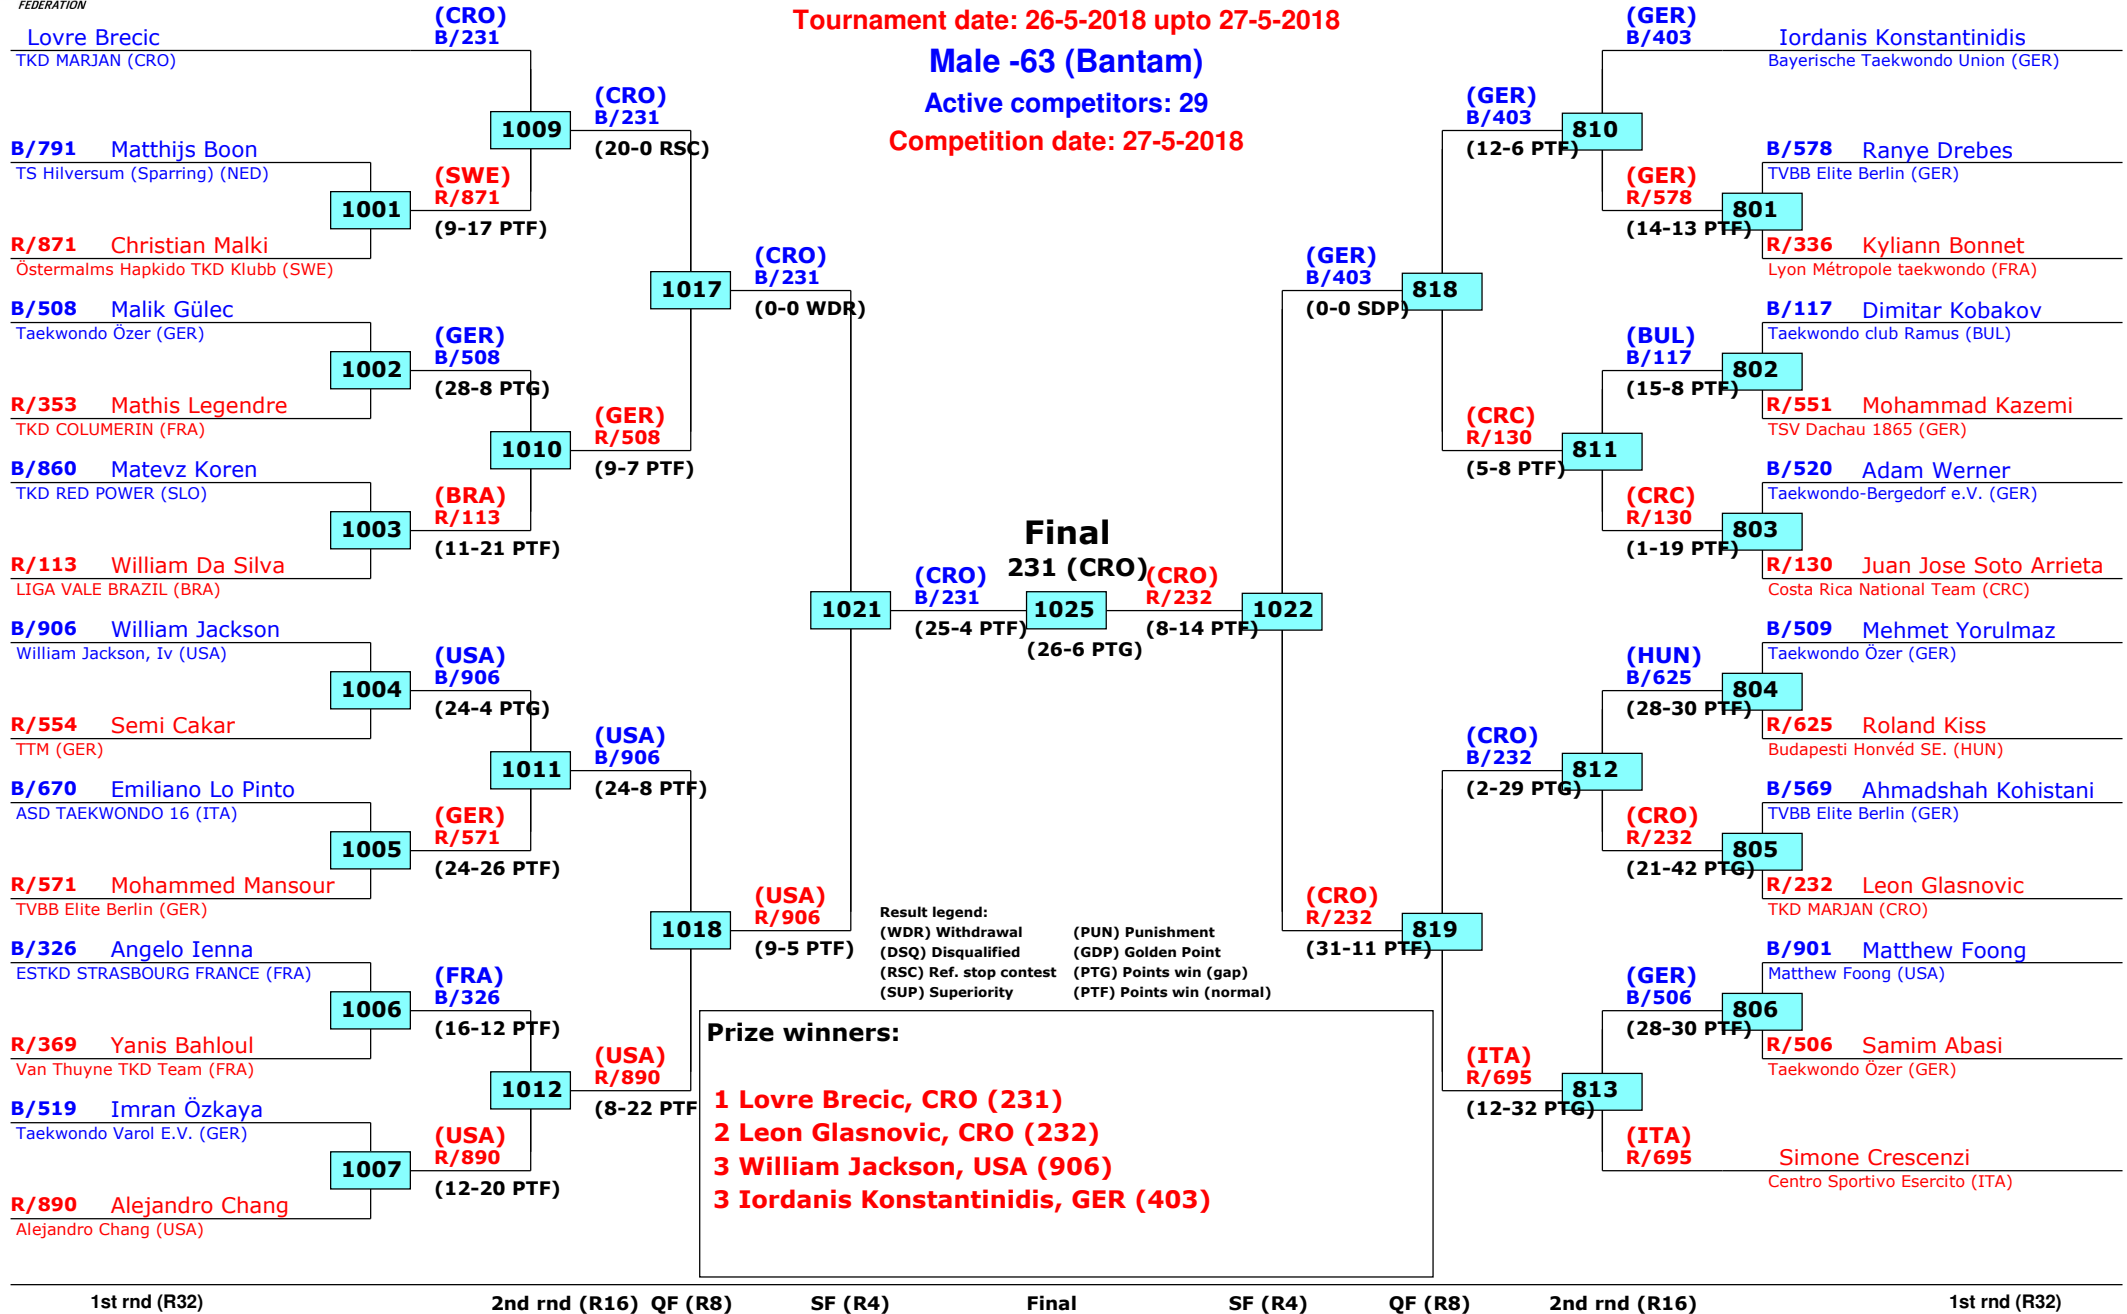 FEDERATION
Tournament date: 26-5-2018 upto 27-5-2018
Male -63 (Bantam)
Active competitors: 29
Competition date: 27-5-2018
Lovre Brecic
TKD MARJAN (CRO)
B/791 Matthijs Boon
TS Hilversum (Sparring) (NED)
1001
R/871 Christian Malki
Östermalms Hapkido TKD Klubb (SWE)
B/508 Malik Gülec
Taekwondo Özer (GER)
1002
R/353 Mathis Legendre
TKD COLUMERIN (FRA)
B/860 Matevz Koren
TKD RED POWER (SLO)
1003
R/113 William Da Silva
LIGA VALE BRAZIL (BRA)
B/906 William Jackson
William Jackson, Iv (USA)
1004
R/554 Semi Cakar
TTM (GER)
B/670 Emiliano Lo Pinto
ASD TAEKWONDO 16 (ITA)
1005
R/571 Mohammed Mansour
TVBB Elite Berlin (GER)
B/326 Angelo Ienna
ESTKD STRASBOURG FRANCE (FRA)
1006
R/369 Yanis Bahloul
Van Thuyne TKD Team (FRA)
B/519 Imran Özkaya
Taekwondo Varol E.V. (GER)
1007
R/890 Alejandro Chang
Alejandro Chang (USA)
(CRO)
B/231
1009
(SWE)
R/871
(9-17 PTF)
(GER)
B/508
(28-8 PTG)
1010
(BRA)
R/113
(11-21 PTF)
(USA)
B/906
(24-4 PTG)
1011
(GER)
R/571
(24-26 PTF)
(FRA)
B/326
(16-12 PTF)
1012
(USA)
R/890
(12-20 PTF)
(CRO)
B/231
(20-0 RSC)
1017
(GER)
R/508
(9-7 PTF)
(USA)
B/906
(24-8 PTF)
1018
(USA)
R/890
(8-22 PTF
(CRO)
B/231
(0-0 WDR)
1021
(USA)
R/906
(9-5 PTF)
(CRO)
B/231
(25-4 PTF)
Final
231 (CRO)
1025
(26-6 PTG)
(CRO)
R/232
(8-14 PTF)
1022
(GER)
B/403
(0-0 SDP)
818
(CRO)
R/232
(31-11 PTF)
819
(GER)
B/403
(12-6 PTF)
810
(CRC)
R/130
(5-8 PTF)
811
(CRO)
B/232
(2-29 PTG)
812
(ITA)
R/695
(12-32 PTG)
813
(GER)
B/403
(GER)
R/578
(14-13 PTF)
801
(BUL)
B/117
(15-8 PTF)
802
(CRC)
R/130
(1-19 PTF)
803
(HUN)
B/625
(28-30 PTF)
804
(CRO)
R/232
(21-42 PTG)
805
(GER)
B/506
(28-30 PTF)
806
(ITA)
R/695
Iordanis Konstantinidis
Bayerische Taekwondo Union (GER)
B/578 Ranye Drebes
TVBB Elite Berlin (GER)
R/336 Kyliann Bonnet
Lyon Métropole taekwondo (FRA)
B/117 Dimitar Kobakov
Taekwondo club Ramus (BUL)
R/551 Mohammad Kazemi
TSV Dachau 1865 (GER)
B/520 Adam Werner
Taekwondo-Bergedorf e.V. (GER)
R/130 Juan Jose Soto Arrieta
Costa Rica National Team (CRC)
B/509 Mehmet Yorulmaz
Taekwondo Özer (GER)
R/625 Roland Kiss
Budapesti Honvéd SE. (HUN)
B/569 Ahmadshah Kohistani
TVBB Elite Berlin (GER)
R/232 Leon Glasnovic
TKD MARJAN (CRO)
B/901 Matthew Foong
Matthew Foong (USA)
R/506 Samim Abasi
Taekwondo Özer (GER)
Simone Crescenzi
Centro Sportivo Esercito (ITA)
Result legend:
(WDR) Withdrawal (PUN) Punishment
(DSQ) Disqualified (GDP) Golden Point
(RSC) Ref. stop contest (PTG) Points win (gap)
(SUP) Superiority (PTF) Points win (normal)
Prize winners:
1 Lovre Brecic, CRO (231)
2 Leon Glasnovic, CRO (232)
3 William Jackson, USA (906)
3 Iordanis Konstantinidis, GER (403)
1st rnd (R32) 2nd rnd (R16) QF (R8) SF (R4) Final SF (R4) QF (R8) 2nd rnd (R16) 1st rnd (R32)